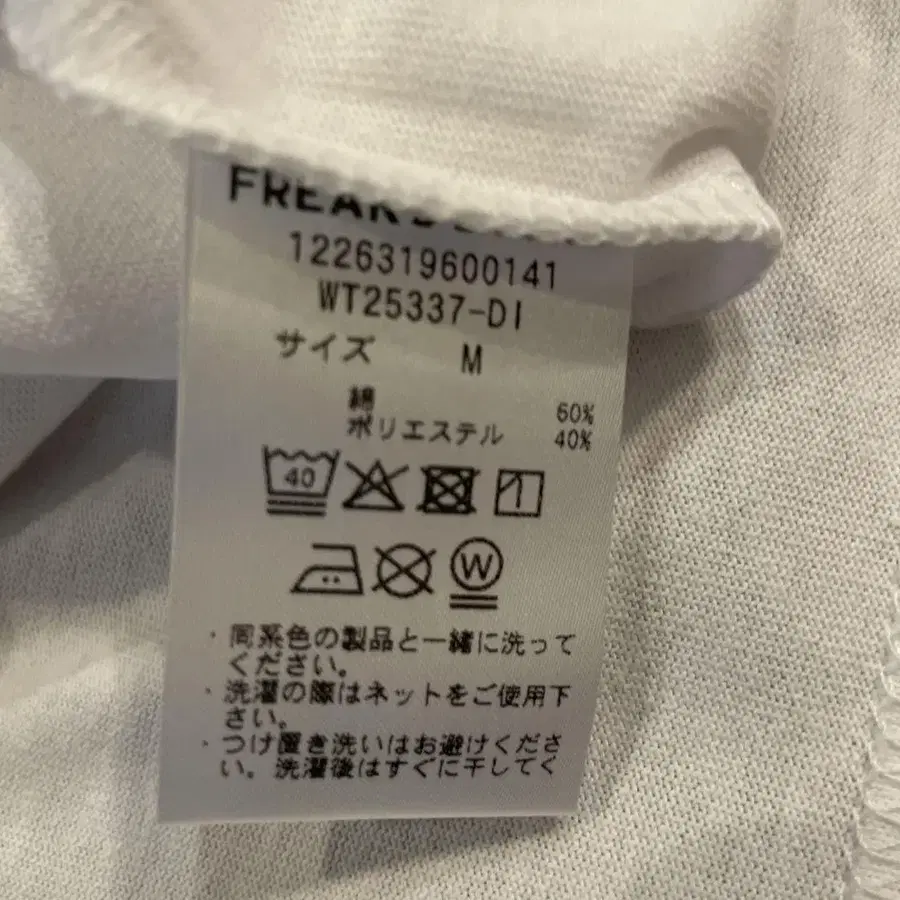 1226319600141
WT25337-DI
サイズ M
綿 60%
ポリエステル 40%
40
W
・同系色の製品と一緒に洗って
ください。
・洗濯の際はネットをご使用下
さい。
・つけ置き洗いはお避けくださ
い。洗濯後はすぐに干してく